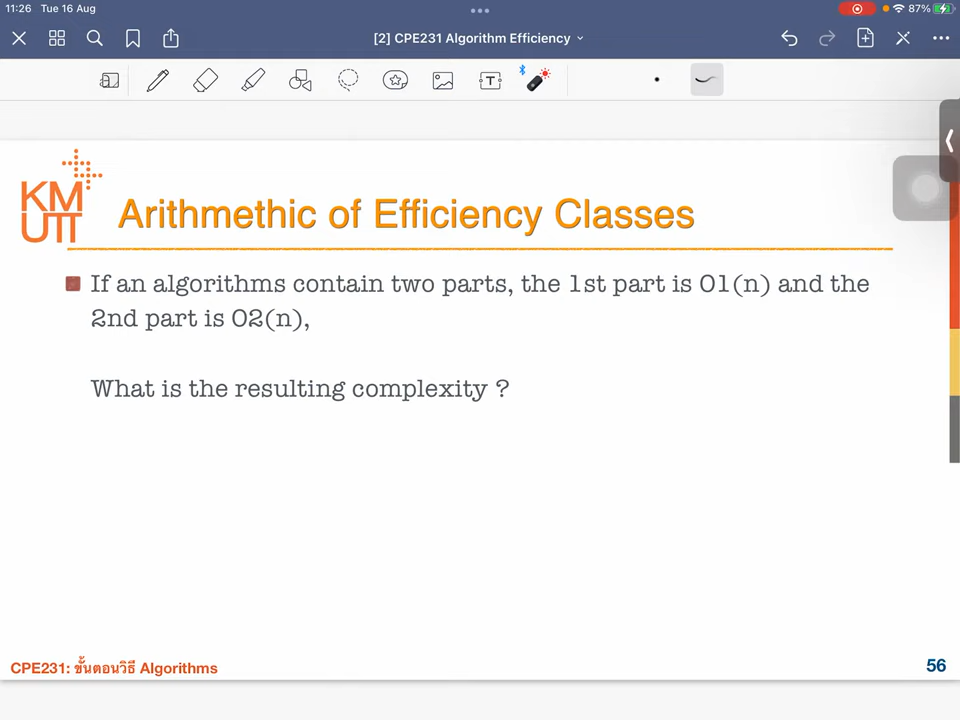 11:26 Tue 16 Aug
87%
[2] CPE231 Algorithm Efficiency
T
KM
UTT
Arithmethic of Efficiency Classes
If an algorithms contain two parts, the 1st part is O1(n) and the
2nd part is O2(n),
What is the resulting complexity ?
CPE231: ขั้นตอนวิธี Algorithms
56